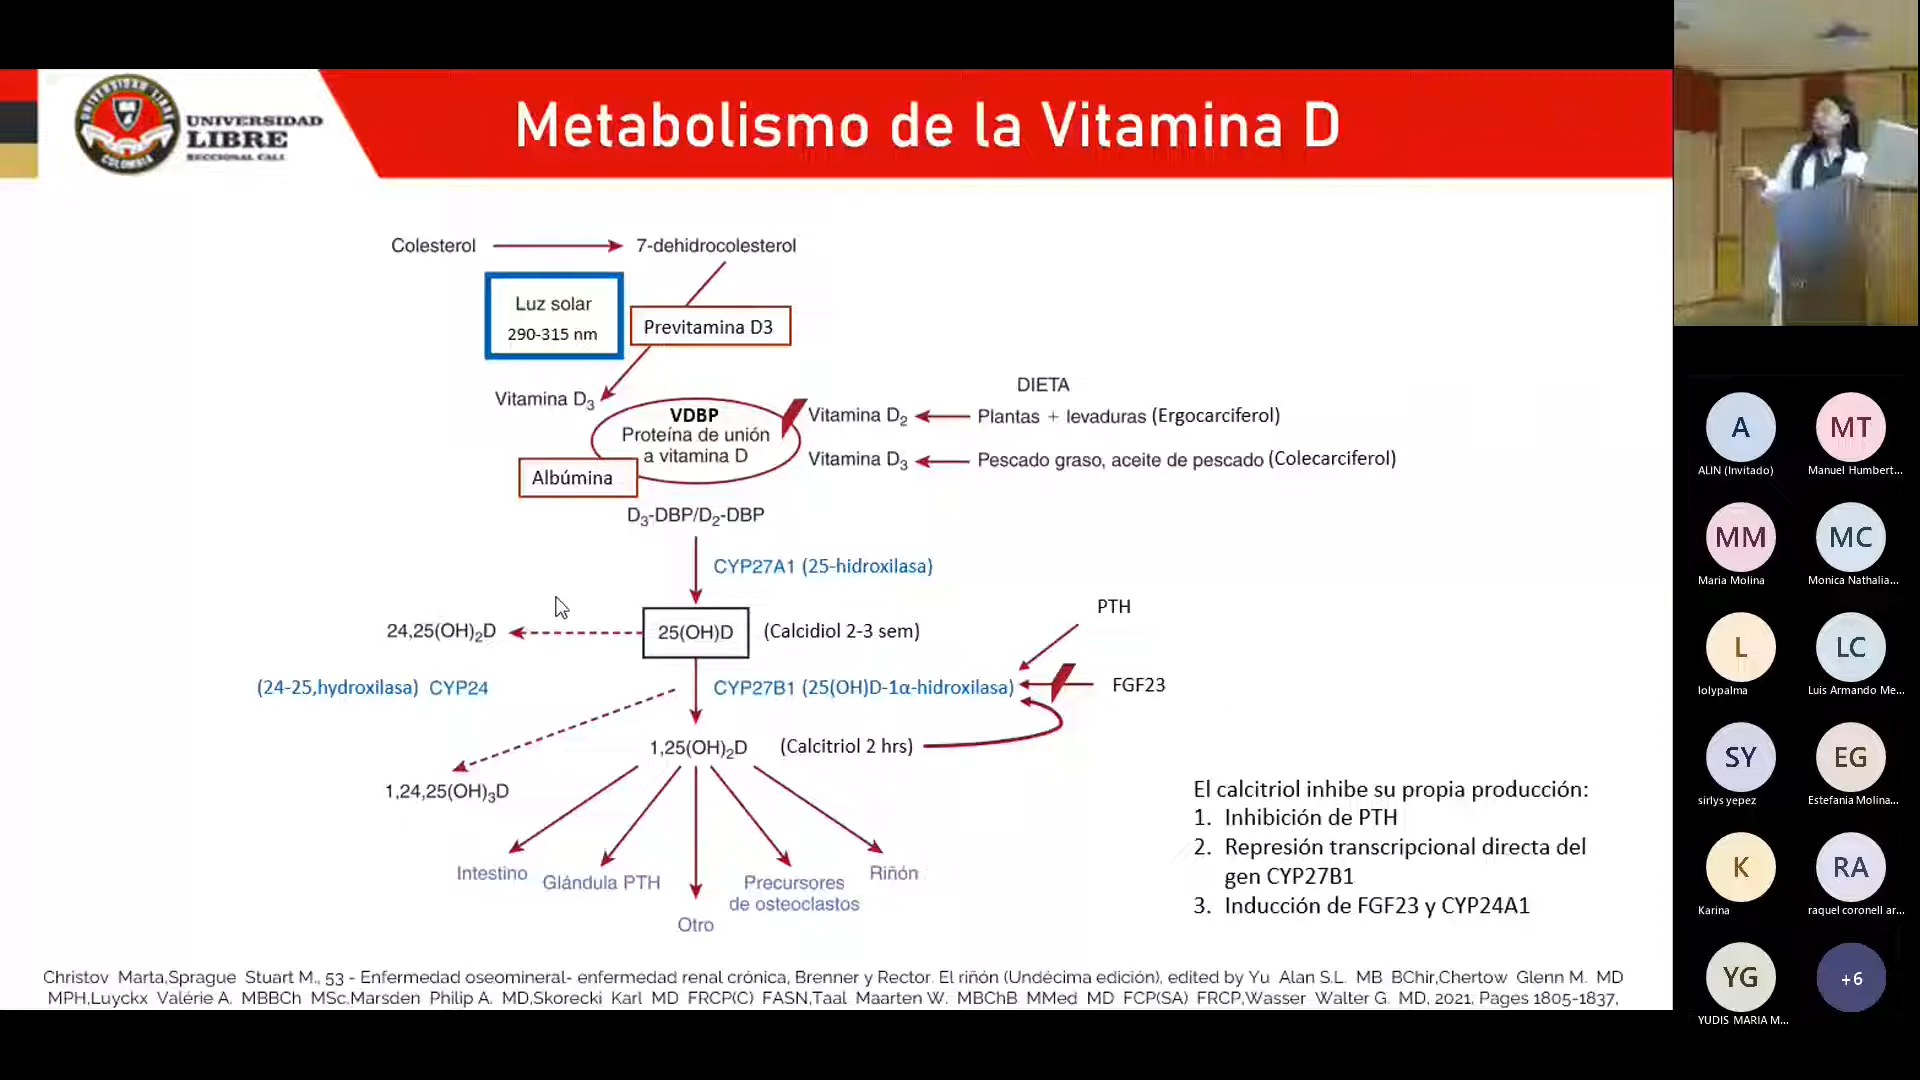 UNIVERSIDAD LIBRE
COLOMBIA
UNIVERSIDAD
LIBRE
SECCIONAL CALI
Metabolismo de la Vitamina D
Colesterol
7-dehidrocolesterol
Luz solar
290-315 nm
Previtamina D3
Vitamina D3
VDBP
Proteína de unión
a vitamina D
Albúmina
DIETA
Vitamina D2
Plantas + levaduras (Ergocarciferol)
Vitamina D3
Pescado graso, aceite de pescado (Colecarciferol)
D3-DBP/D2-DBP
CYP27A1 (25-hidroxilasa)
24,25(OH)2D
25(OH)D
(Calcidiol 2-3 sem)
PTH
(24-25,hydroxilasa) CYP24
CYP27B1 (25(OH)D-1α-hidroxilasa)
FGF23
1,25(OH)2D
(Calcitriol 2 hrs)
1,24,25(OH)3D
Intestino
Glándula PTH
Otro
Precursores
de osteoclastos
Riñón
El calcitriol inhibe su propia producción:
1. Inhibición de PTH
2. Represión transcripcional directa del
gen CYP27B1
3. Inducción de FGF23 y CYP24A1
Christov Marta,Sprague Stuart M., 53 - Enfermedad oseomineral- enfermedad renal crónica, Brenner y Rector. El riñón (Undécima edición), edited by Yu Alan S.L. MB BChir,Chertow Glenn M. MD
MPH,Luyckx Valérie A. MBBCh MSc,Marsden Philip A. MD,Skorecki Karl MD FRCP(C) FASN,Taal Maarten W. MBChB MMed MD FCP(SA) FRCP,Wasser Walter G. MD, 2021, Pages 1805-1837,
A
ALIN (Invitado)
MT
Manuel Humbert...
MM
Maria Molina
MC
Monica Nathalia...
L
lolypalma
LC
Luis Armando Me...
SY
sirlys yepez
EG
Estefania Molina...
K
Karina
RA
raquel coronell ar...
YG
YUDIS MARIA M...
+6